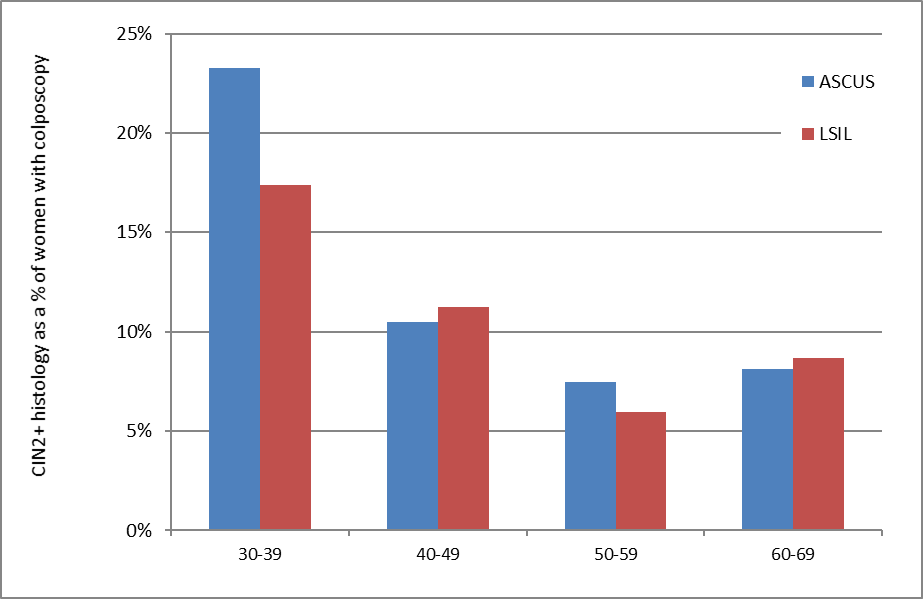 CIN2+ histology as a % of women with colposcopy
25%
20%
15%
10%
5%
0%
30-39 40-49 50-59 60-69
ASCUS
LSIL